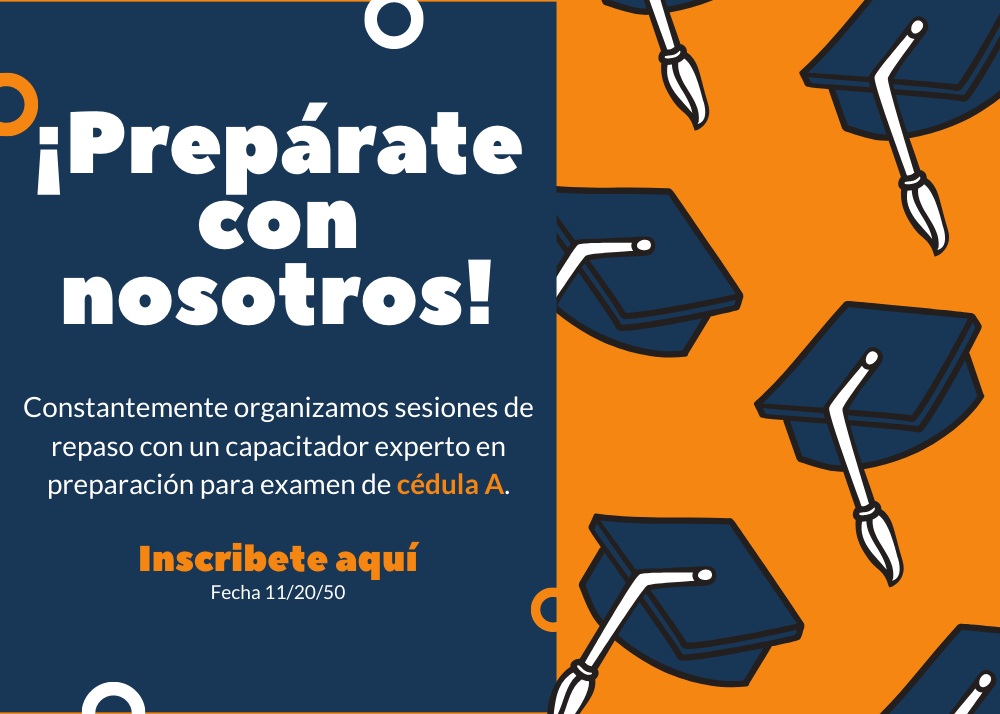 ¡Prepárate
con
nosotros!
Constantemente organizamos sesiones de
repaso con un capacitador experto en
preparación para examen de cédula A.
Inscribete aquí
Fecha 11/20/50